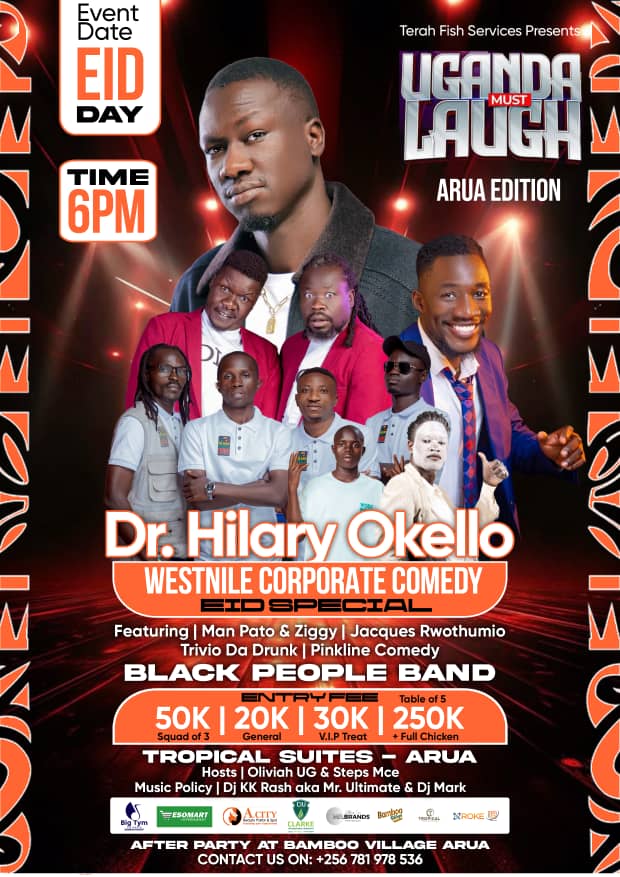 Event
Date
EID
DAY
TIME
6PM
Terah Fish Services Presents
UGANDA
MUST
LAUGH
ARUA EDITION
Dr. Hilary Okello
WESTNILE CORPORATE COMEDY
EID SPECIAL
Featuring | Man Pato & Ziggy | Jacques Rwothumio
Trivio Da Drunk | Pinkline Comedy
BLACK PEOPLE BAND
ENTRY FEE
Table of 5
50K | 20K | 30K | 250K
Squad of 3 General V.I.P Treat + Full Chicken
TROPICAL SUITES – ARUA
Hosts | Oliviah UG & Steps Mce
Music Policy | Dj KK Rash aka Mr. Ultimate & Dj Mark
Big Tym
ESOMART
A.CITY
CIU
CLARKE
BRANDS
Bamboo
TROPICAL
NROKE
AFTER PARTY AT BAMBOO VILLAGE ARUA
CONTACT US ON: +256 781 978 536